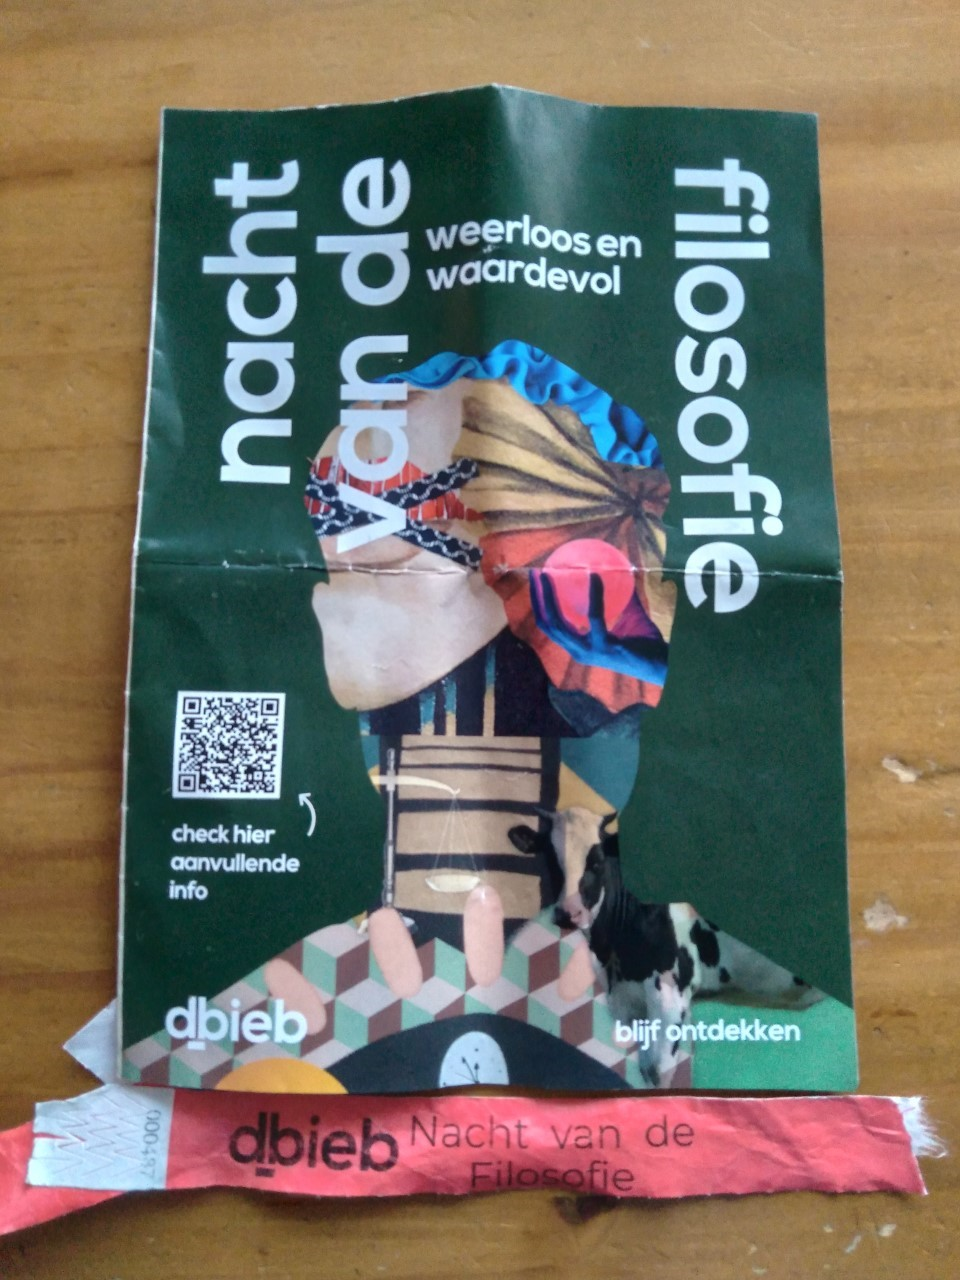 nacht
van de
filosofie
weerloos en
waardevol
check hier
aanvullende
info
dbieb
blijf ontdekken
000487
dbieb
Nacht van de
Filosofie